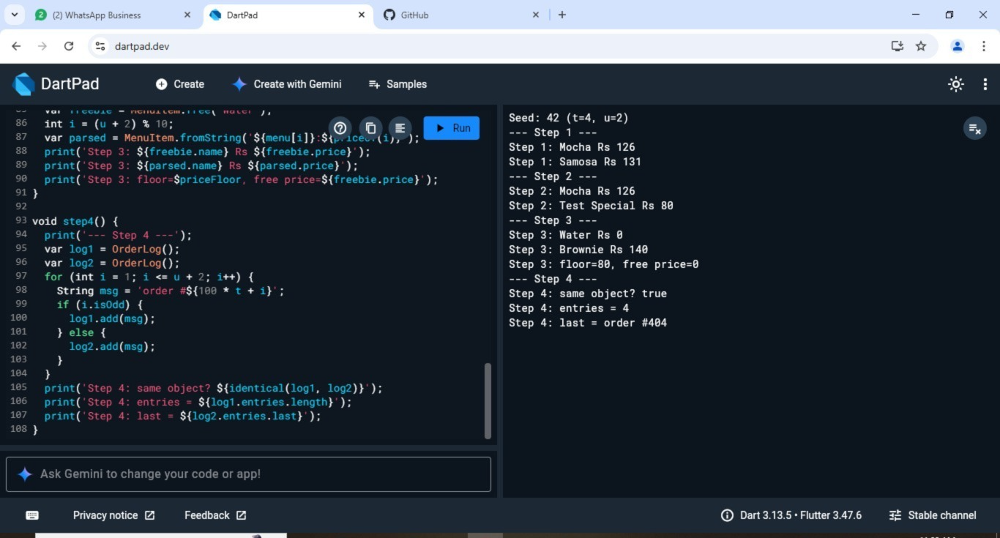 (2) WhatsApp Business
DartPad
GitHub
dartpad.dev
DartPad
Create
Create with Gemini
Samples
Run
var freebie = MenuItem.free('Water');
86 int i = (u + 2) % 10;
87 var parsed = MenuItem.fromString('${menu[i]}:${priceOf(i)}');
88 print('Step 3: ${freebie.name} Rs ${freebie.price}');
89 print('Step 3: ${parsed.name} Rs ${parsed.price}');
90 print('Step 3: floor=$priceFloor, free price=${freebie.price}');
91 }
92
93 void step4() {
94 print('--- Step 4 ---');
95 var log1 = OrderLog();
96 var log2 = OrderLog();
97 for (int i = 1; i <= u + 2; i++) {
98 String msg = 'order #${100 * t + i}';
99 if (i.isOdd) {
100 log1.add(msg);
101 } else {
102 log2.add(msg);
103 }
104 }
105 print('Step 4: same object? ${identical(log1, log2)}');
106 print('Step 4: entries = ${log1.entries.length}');
107 print('Step 4: last = ${log2.entries.last}');
108 }
Ask Gemini to change your code or app!
Seed: 42 (t=4, u=2)
--- Step 1 ---
Step 1: Mocha Rs 126
Step 1: Samosa Rs 131
--- Step 2 ---
Step 2: Mocha Rs 126
Step 2: Test Special Rs 80
--- Step 3 ---
Step 3: Water Rs 0
Step 3: Brownie Rs 140
Step 3: floor=80, free price=0
--- Step 4 ---
Step 4: same object? true
Step 4: entries = 4
Step 4: last = order #404
Privacy notice
Feedback
Dart 3.13.5 • Flutter 3.47.6
Stable channel